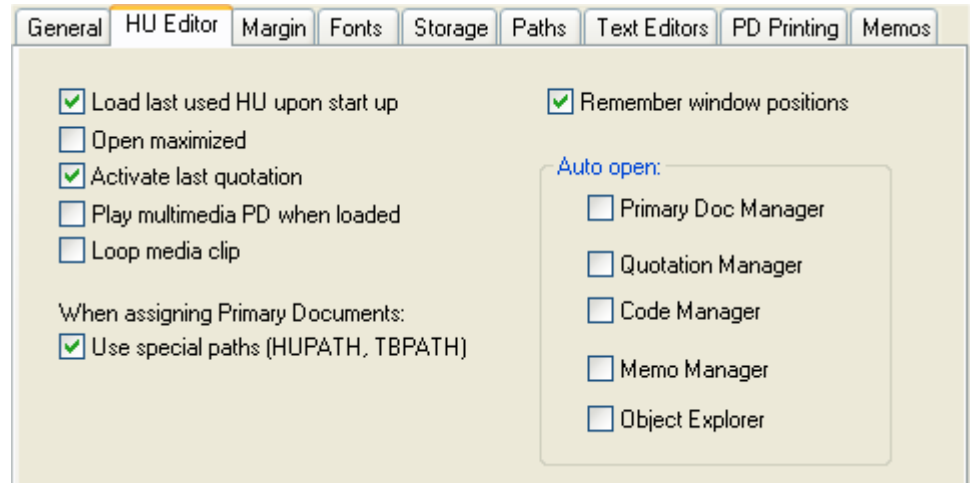 General HU Editor Margin Fonts Storage Paths Text Editors PD Printing Memos
Load last used HU upon start up
Open maximized
Activate last quotation
Play multimedia PD when loaded
Loop media clip
When assigning Primary Documents:
Use special paths (HUPATH, TBPATH)
Remember window positions
Auto open:
Primary Doc Manager
Quotation Manager
Code Manager
Memo Manager
Object Explorer